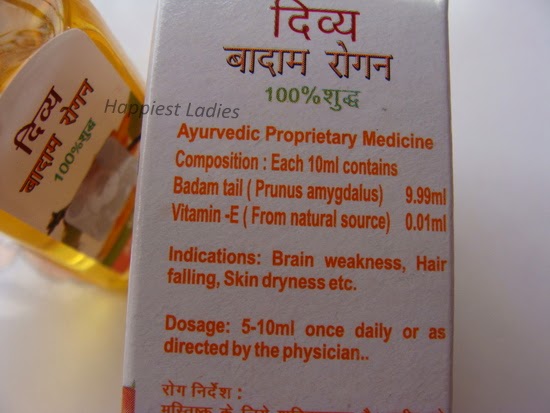 दिव्य
बादाम रोगन
100%शुद्ध
दिव्य
बादाम रोगन
100%शुद्ध
Happiest Ladies
Ayurvedic Proprietary Medicine
Composition : Each 10ml contains
Badam tail ( Prunus amygdalus) 9.99ml
Vitamin -E ( From natural source) 0.01ml
Indications: Brain weakness, Hair
falling, Skin dryness etc.
Dosage: 5-10ml once daily or as
directed by the physician..
रोग निर्देश :
मस्तिष्क के लिये